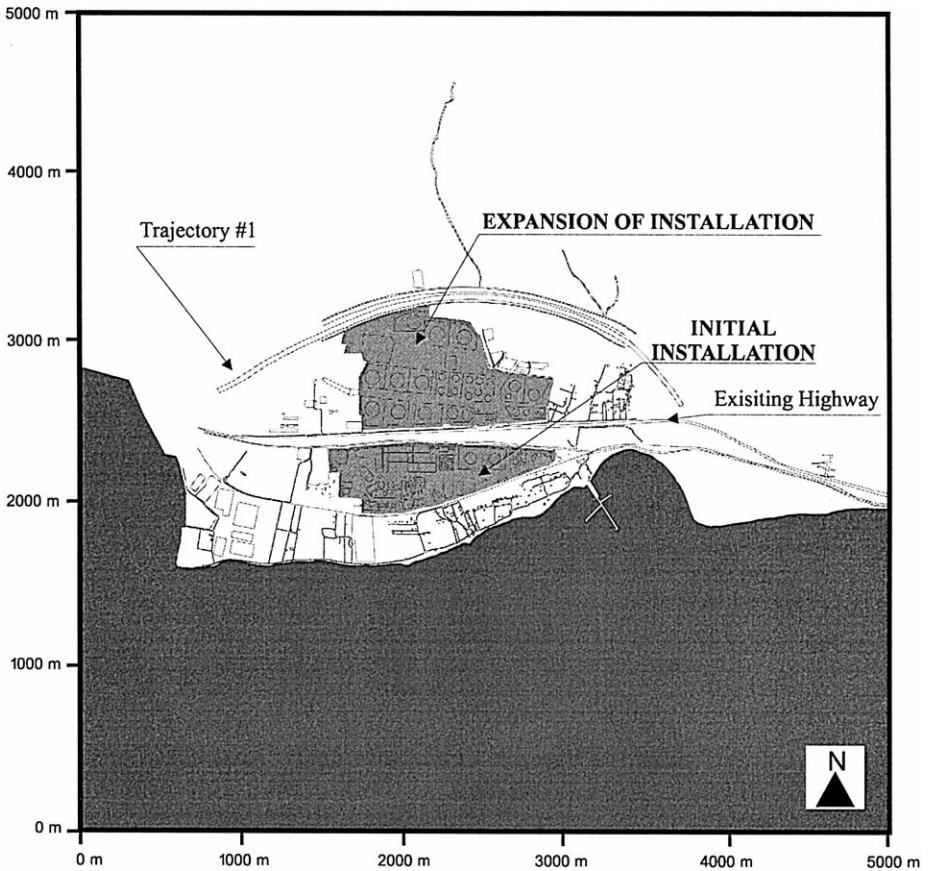 5000 m
4000 m
Trajectory #1
EXPANSION OF INSTALLATION
3000 m
INITIAL
INSTALLATION
Exisiting Highway
2000 m
1000 m
N
0 m
0 m
1000 m
2000 m
3000 m
4000 m
5000 m